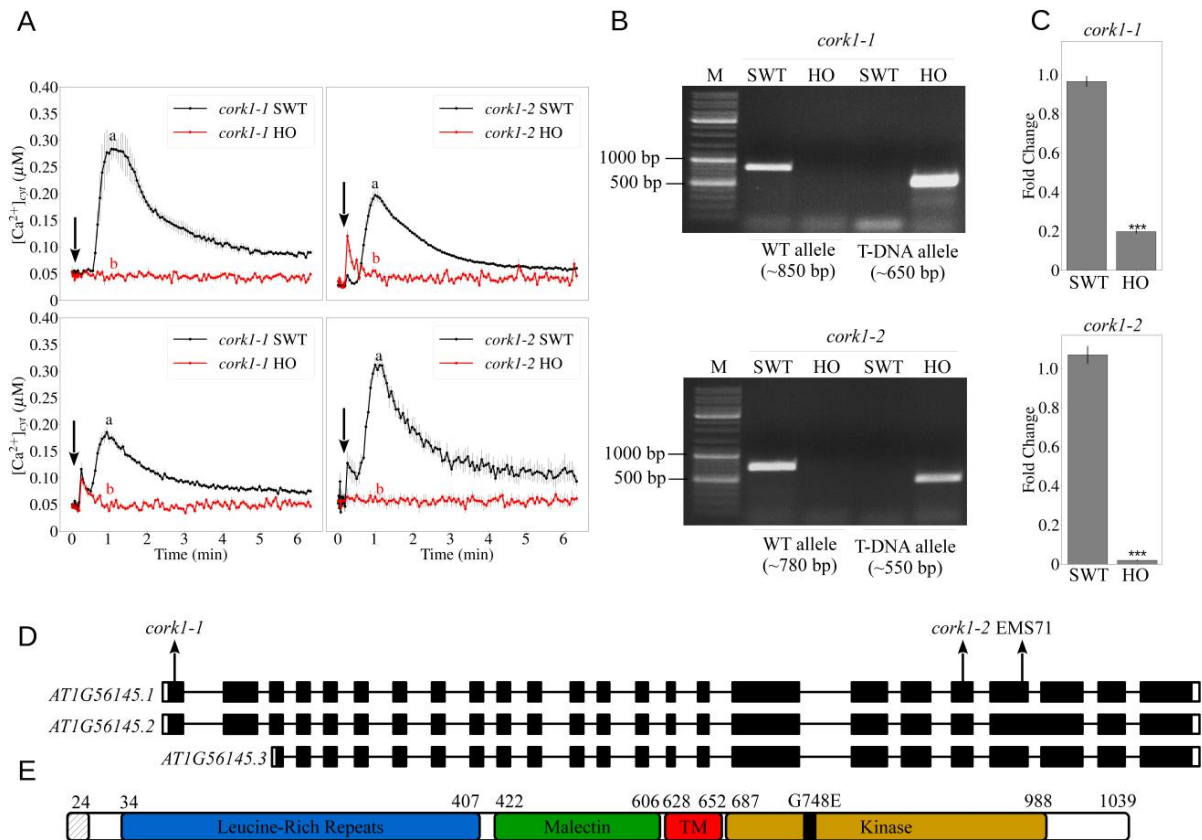 A
0.40
0.35
0.30
0.25
0.20
0.15
0.10
0.05
0
[Ca²⁺]cyt (µM)
cork1-1 SWT
cork1-1 HO
a
b
cork1-2 SWT
cork1-2 HO
a
b
0.40
0.35
0.30
0.25
0.20
0.15
0.10
0.05
0
[Ca²⁺]cyt (µM)
cork1-1 SWT
cork1-1 HO
a
b
cork1-2 SWT
cork1-2 HO
a
b
0 1 2 3 4 5 6
0 1 2 3 4 5 6
Time (min)
Time (min)
B
cork1-1
M SWT HO SWT HO
1000 bp
500 bp
WT allele
(~850 bp)
T-DNA allele
(~650 bp)
cork1-2
M SWT HO SWT HO
1000 bp
500 bp
WT allele
(~780 bp)
T-DNA allele
(~550 bp)
C
cork1-1
1.0
0.8
0.6
0.4
0.2
0
Fold Change
***
SWT HO
cork1-2
1.0
0.8
0.6
0.4
0.2
0
Fold Change
***
SWT HO
D
cork1-1
cork1-2 EMS71
AT1G56145.1
AT1G56145.2
AT1G56145.3
E
24 34 407 422 606 628 652 687 G748E 988 1039
Leucine-Rich Repeats Malectin TM Kinase